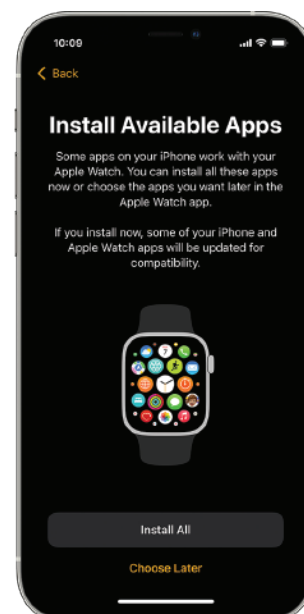 10:09
Back
Install Available Apps
Some apps on your iPhone work with your
Apple Watch. You can install all these apps
now or choose the apps you want later in the
Apple Watch app.
If you install now, some of your iPhone and
Apple Watch apps will be updated for
compatibility.
Install All
Choose Later